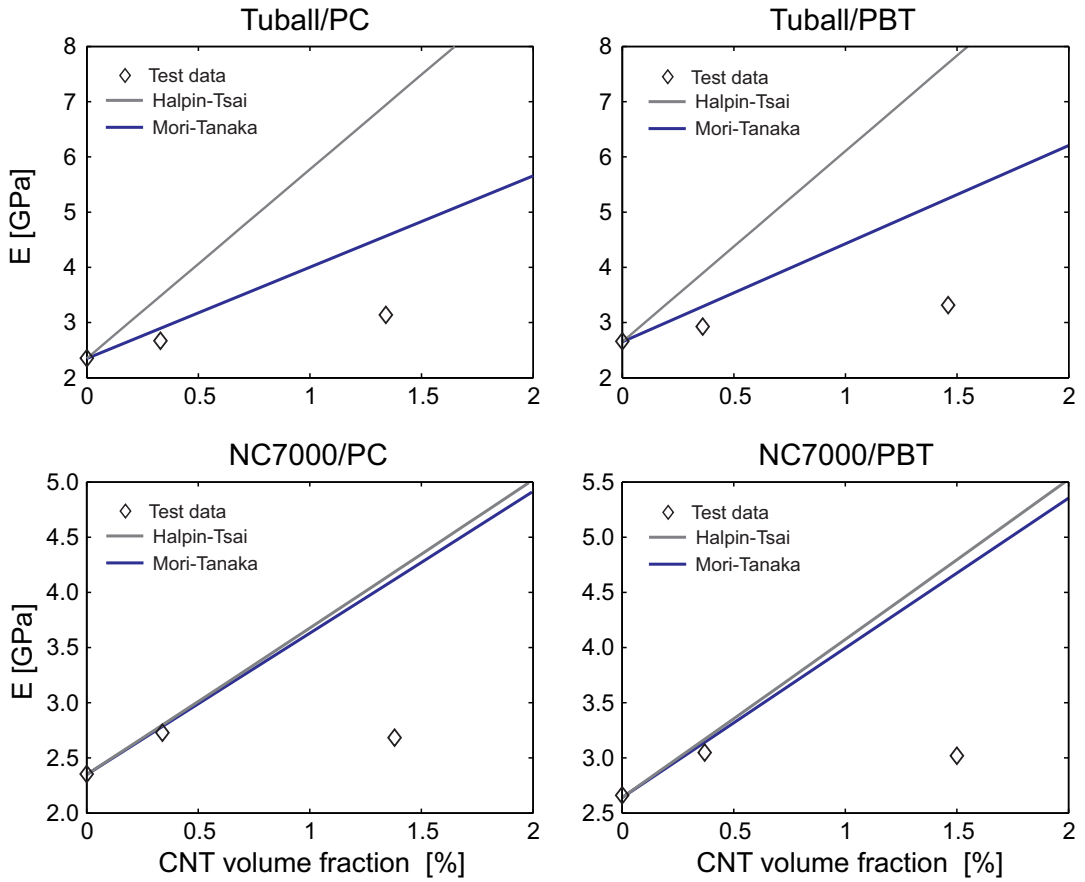 Tuball/PC
8
7
6
5
4
3
2
E [GPa]
Test data
Halpin-Tsai
Mori-Tanaka
0
0.5
1
1.5
2
Tuball/PBT
8
7
6
5
4
3
2
Test data
Halpin-Tsai
Mori-Tanaka
0
0.5
1
1.5
2
NC7000/PC
5.0
4.5
4.0
3.5
3.0
2.5
2.0
E [GPa]
Test data
Halpin-Tsai
Mori-Tanaka
0
0.5
1
1.5
2
CNT volume fraction [%]
NC7000/PBT
5.5
5.0
4.5
4.0
3.5
3.0
2.5
Test data
Halpin-Tsai
Mori-Tanaka
0
0.5
1
1.5
2
CNT volume fraction [%]